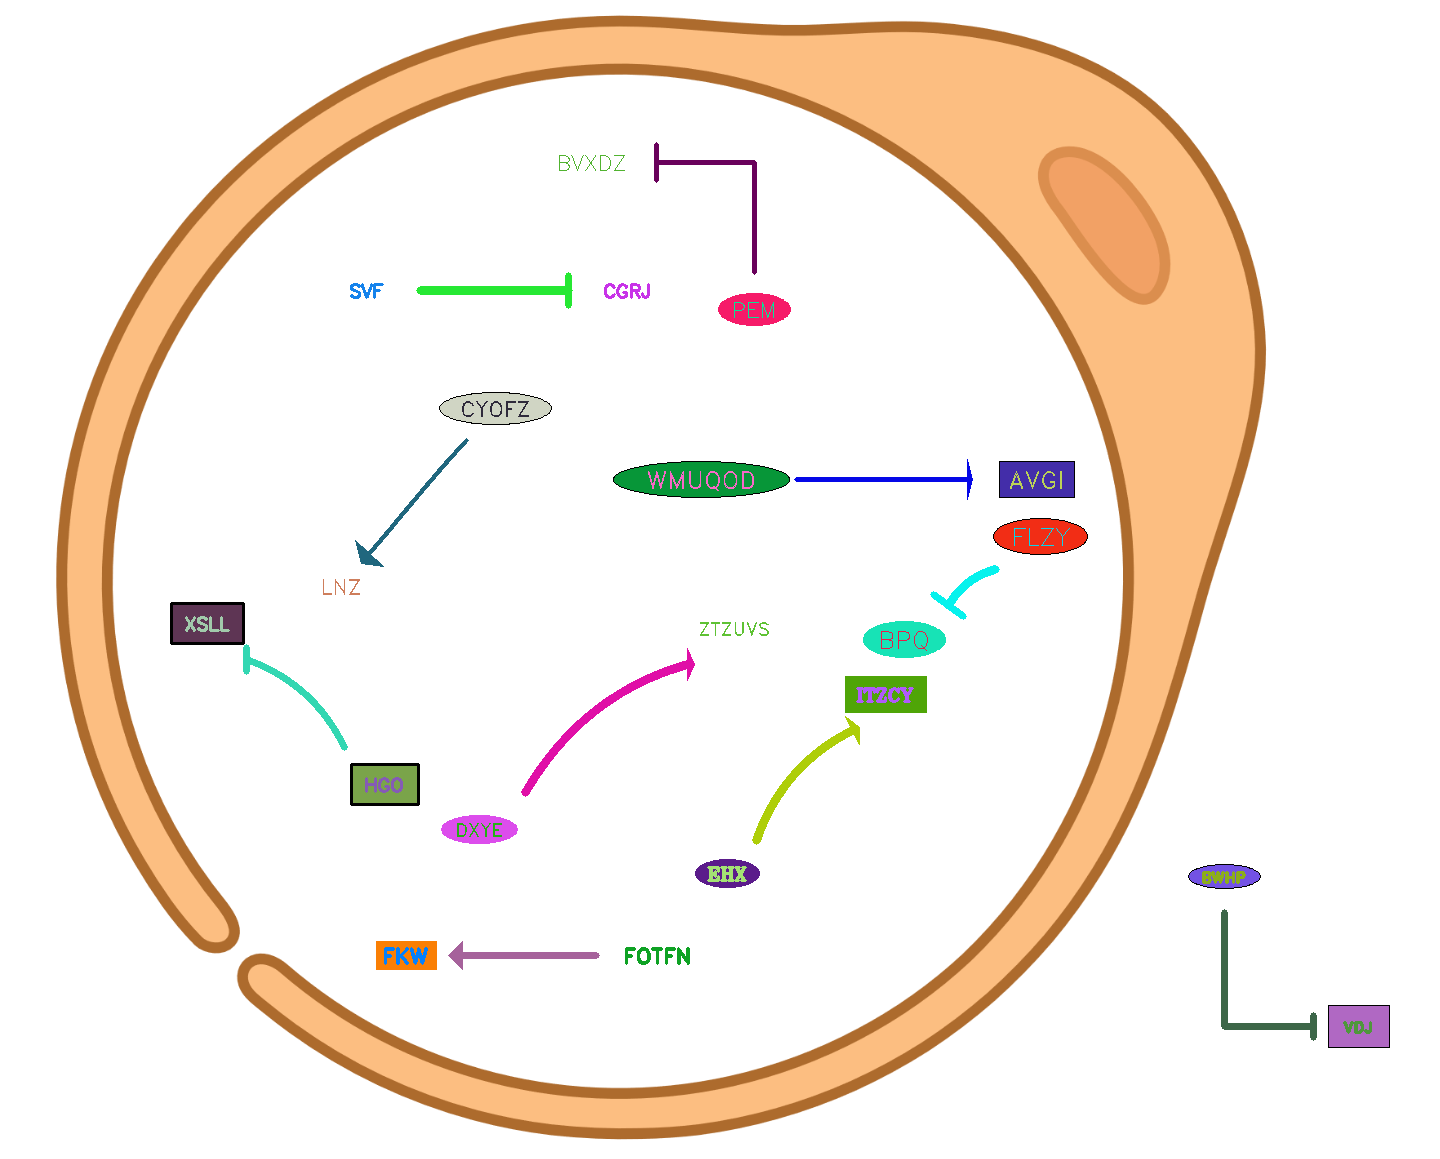 BVXDZ
SVF
CGRJ
PEM
CYOFZ
WMUQOD
AVGI
FLZY
LNZ
XSLL
ZTZUVS
BPQ
ITZCY
HGO
DXYE
EHX
BWHP
FKW
FOTFN
VDJ